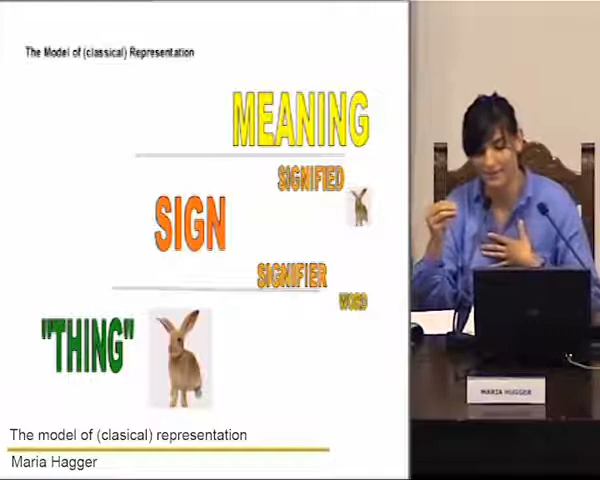 The Model of (classical) Representation
MEANING
SIGNIFIED
SIGN
SIGNIFIER
WORD
"THING"
The model of (clasical) representation
Maria Hagger
MARIA HUGGER